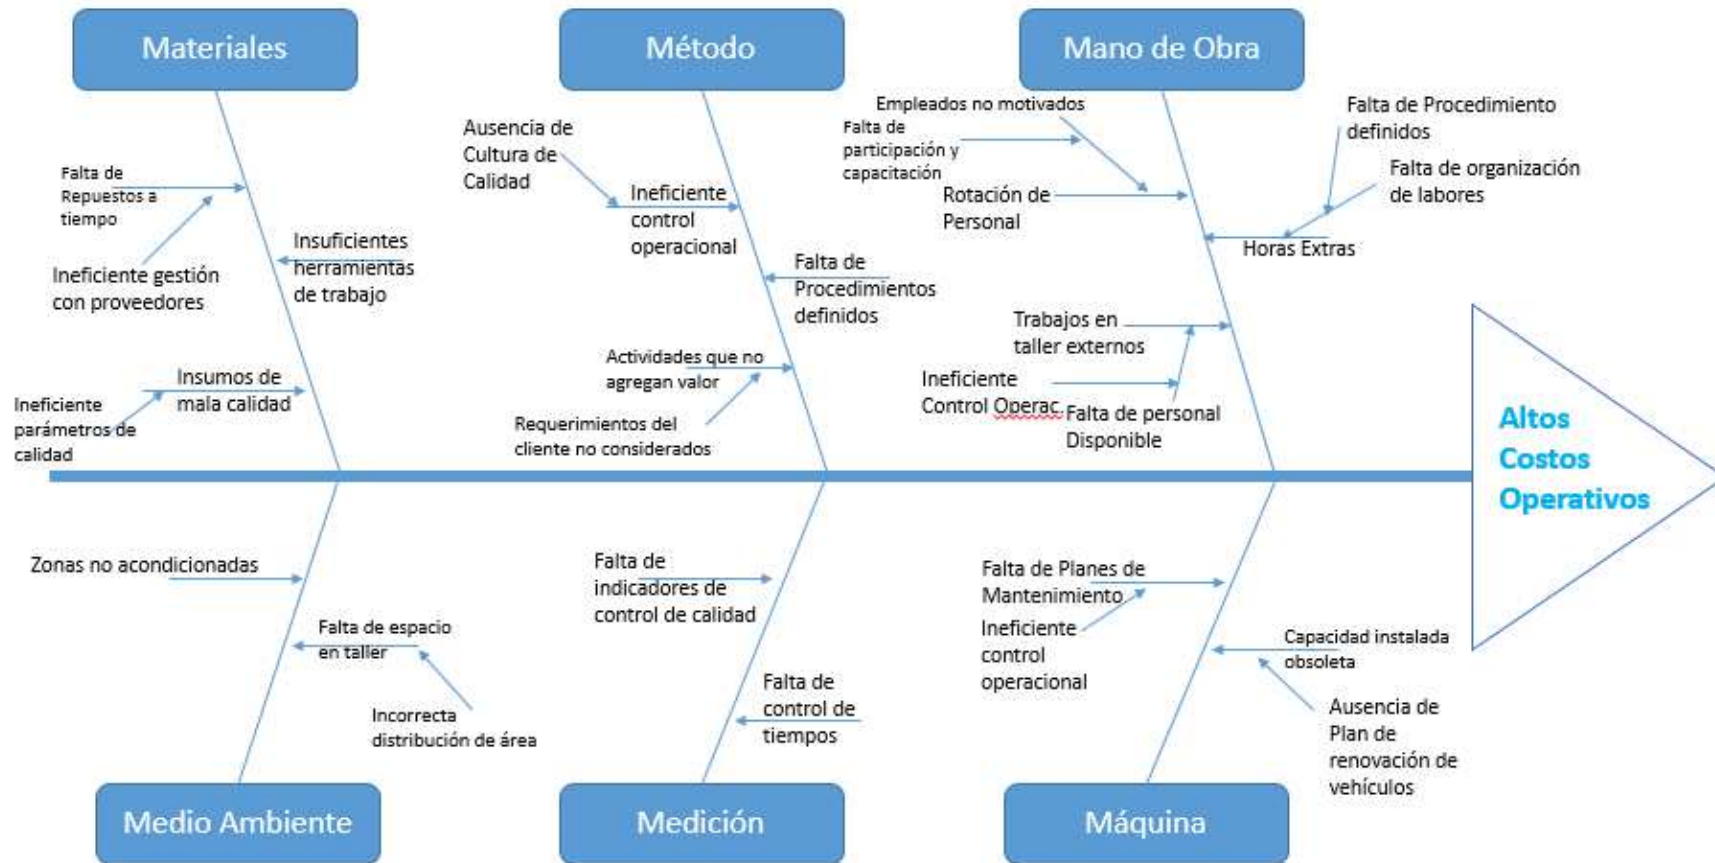 Materiales
Método
Mano de Obra
Falta de
Repuestos a
tiempo
Ineficiente gestión
con proveedores
Insuficientes
herramientas
de trabajo
Insumos de
mala calidad
Ineficiente
parámetros de
calidad
Ausencia de
Cultura de
Calidad
Ineficiente
control
operacional
Falta de
Procedimientos
definidos
Actividades que no
agregan valor
Requerimientos del
cliente no considerados
Empleados no motivados
Falta de
participación y
capacitación
Rotación de
Personal
Falta de Procedimiento
definidos
Falta de organización
de labores
Horas Extras
Trabajos en
taller externos
Ineficiente
Control Operac.
Falta de personal
Disponible
Altos
Costos
Operativos
Zonas no acondicionadas
Falta de espacio
en taller
Incorrecta
distribución de área
Falta de
indicadores de
control de calidad
Falta de
control de
tiempos
Falta de Planes de
Mantenimiento
Ineficiente
control
operacional
Capacidad instalada
obsoleta
Ausencia de
Plan de
renovación de
vehículos
Medio Ambiente
Medición
Máquina